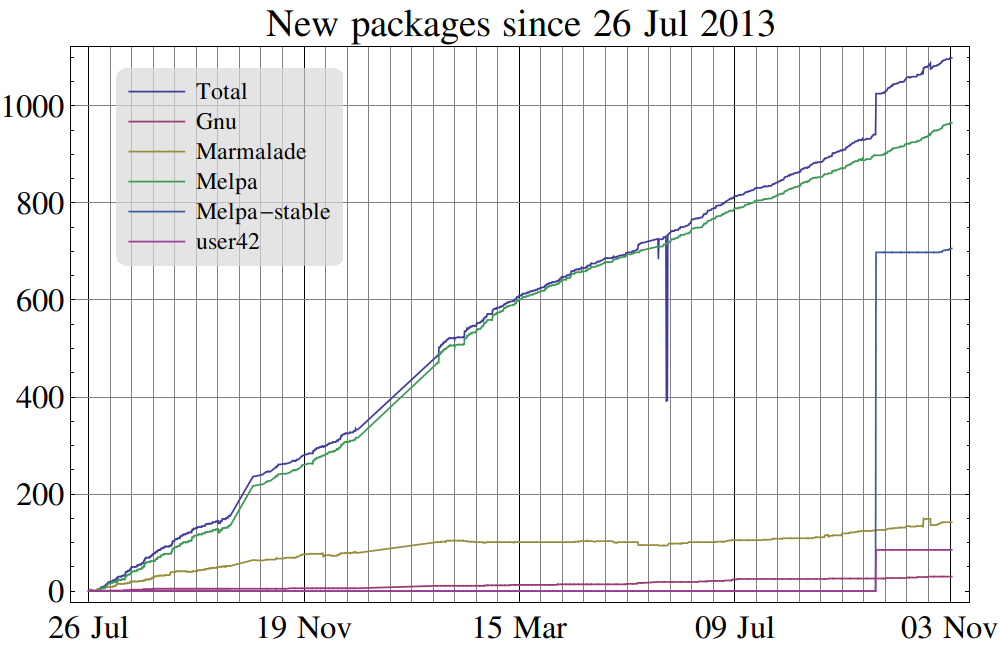 New packages since 26 Jul 2013
Total
Gnu
Marmalade
Melpa
Melpa-stable
user42
1000
800
600
400
200
0
26 Jul
19 Nov
15 Mar
09 Jul
03 Nov